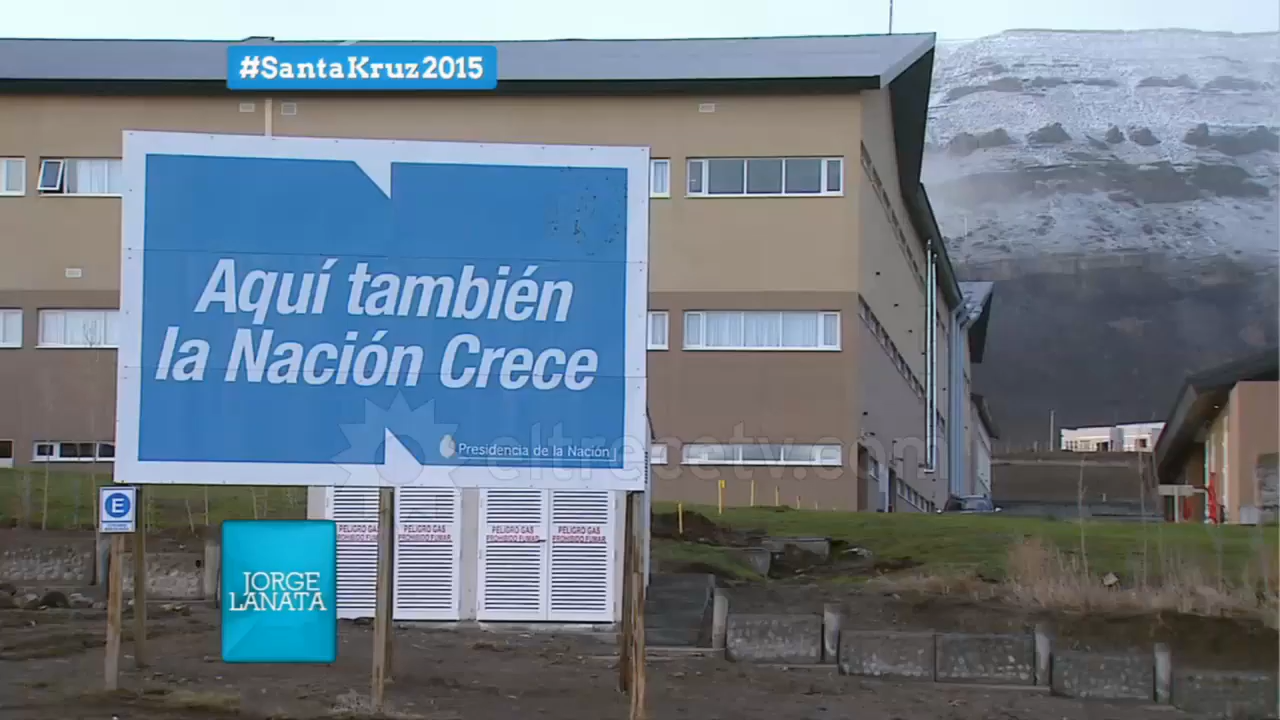 #SantaKruz2015
Aquí también
la Nación Crece
Presidencia de la Nación
eltrecetv.com
E
PELIGRO GAS
PROHIBIDO FUMAR
PELIGRO GAS
PROHIBIDO FUMAR
PELIGRO GAS
PROHIBIDO FUMAR
PELIGRO GAS
PROHIBIDO FUMAR
JORGE
LANATA